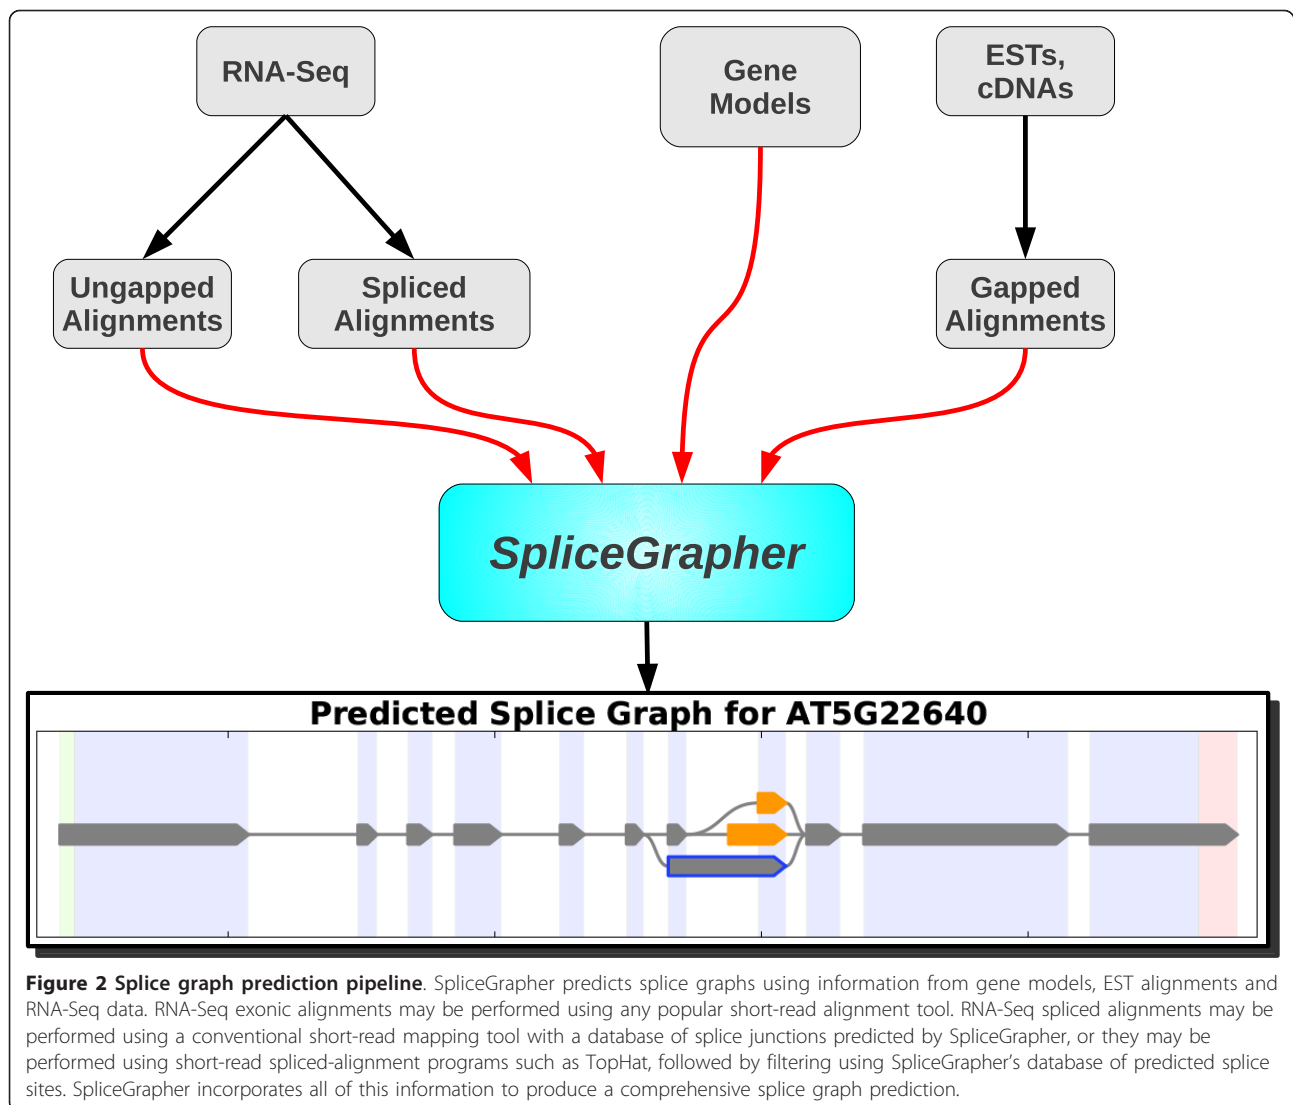 RNA-Seq
Gene
Models
ESTs,
cDNAs
Ungapped
Alignments
Spliced
Alignments
Gapped
Alignments
SpliceGrapher
Predicted Splice Graph for AT5G22640
Figure 2 Splice graph prediction pipeline. SpliceGrapher predicts splice graphs using information from gene models, EST alignments and
RNA-Seq data. RNA-Seq exonic alignments may be performed using any popular short-read alignment tool. RNA-Seq spliced alignments may be
performed using a conventional short-read mapping tool with a database of splice junctions predicted by SpliceGrapher, or they may be
performed using short-read spliced-alignment programs such as TopHat, followed by filtering using SpliceGrapher's database of predicted splice
sites. SpliceGrapher incorporates all of this information to produce a comprehensive splice graph prediction.